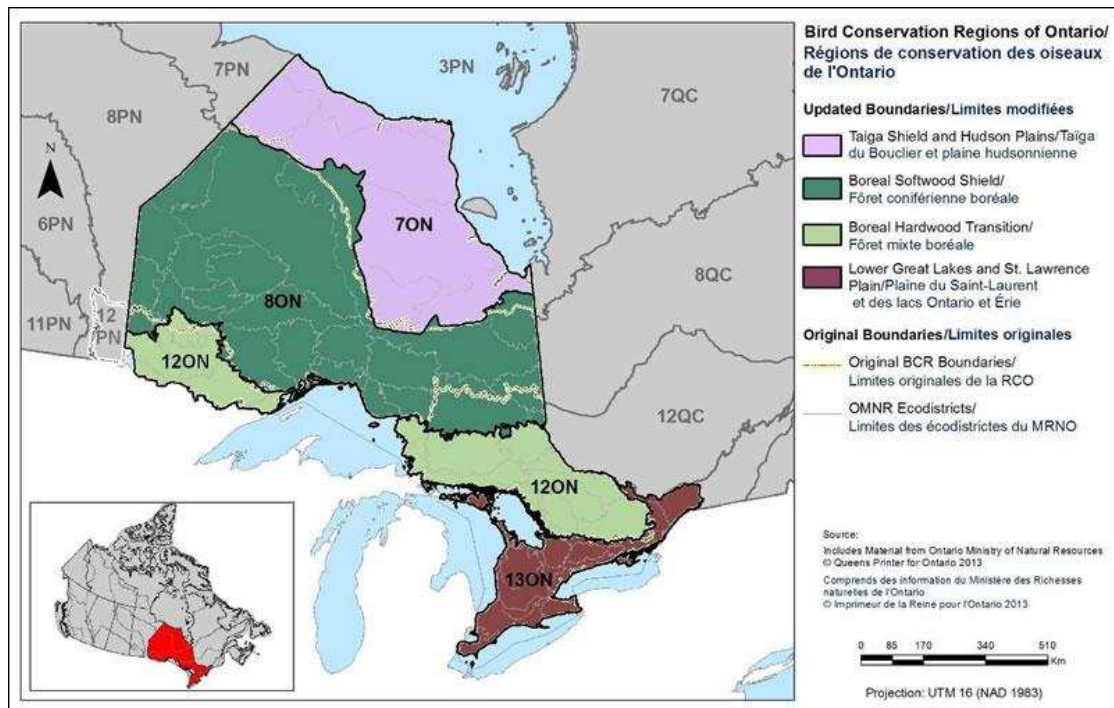 Bird Conservation Regions of Ontario/
Régions de conservation des oiseaux
de l'Ontario
Updated Boundaries/Limites modifiées
Taiga Shield and Hudson Plains/Taïga
du Bouclier et plaine hudsonnienne
Boreal Softwood Shield/
Fôret coniférienne boréale
Boreal Hardwood Transition/
Fôret mixte boréale
Lower Great Lakes and St. Lawrence
Plain/Plaine du Saint-Laurent
et des lacs Ontario et Érie
Original Boundaries/Limites originales
Original BCR Boundaries/
Limites originales de la RCO
OMNR Ecodistricts/
Limites des écodistrictes du MRNO
Source:
Includes Material from Ontario Ministry of Natural Resources
© Queens Printer for Ontario 2013
Comprends des information du Ministère des Richesses
naturelles de l'Ontario
© Imprimeur de la Reine pour l'Ontario 2013
0 85 170 340 510
Km
Projection: UTM 16 (NAD 1983)
7PN
3PN
7QC
8PN
N
6PN
7ON
8QC
8ON
11PN
12
PN
12ON
12QC
12ON
13ON